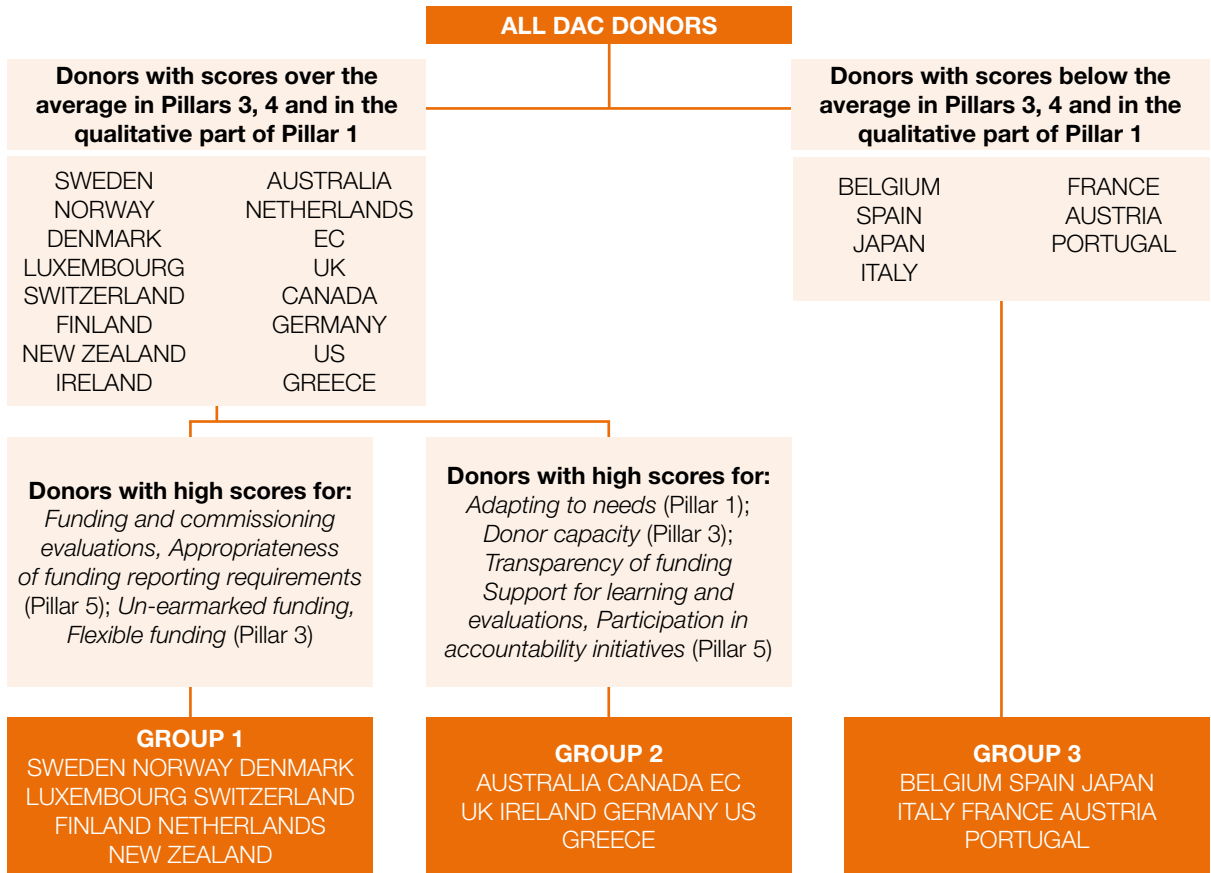 ALL DAC DONORS
Donors with scores over the
average in Pillars 3, 4 and in the
qualitative part of Pillar 1
SWEDEN
NORWAY
DENMARK
LUXEMBOURG
SWITZERLAND
FINLAND
NEW ZEALAND
IRELAND
AUSTRALIA
NETHERLANDS
EC
UK
CANADA
GERMANY
US
GREECE
Donors with scores below the
average in Pillars 3, 4 and in the
qualitative part of Pillar 1
BELGIUM
SPAIN
JAPAN
ITALY
FRANCE
AUSTRIA
PORTUGAL
Donors with high scores for:
Funding and commissioning
evaluations, Appropriateness
of funding reporting requirements
(Pillar 5); Un-earmarked funding,
Flexible funding (Pillar 3)
Donors with high scores for:
Adapting to needs (Pillar 1);
Donor capacity (Pillar 3);
Transparency of funding
Support for learning and
evaluations, Participation in
accountability initiatives (Pillar 5)
GROUP 1
SWEDEN NORWAY DENMARK
LUXEMBOURG SWITZERLAND
FINLAND NETHERLANDS
NEW ZEALAND
GROUP 2
AUSTRALIA CANADA EC
UK IRELAND GERMANY US
GREECE
GROUP 3
BELGIUM SPAIN JAPAN
ITALY FRANCE AUSTRIA
PORTUGAL